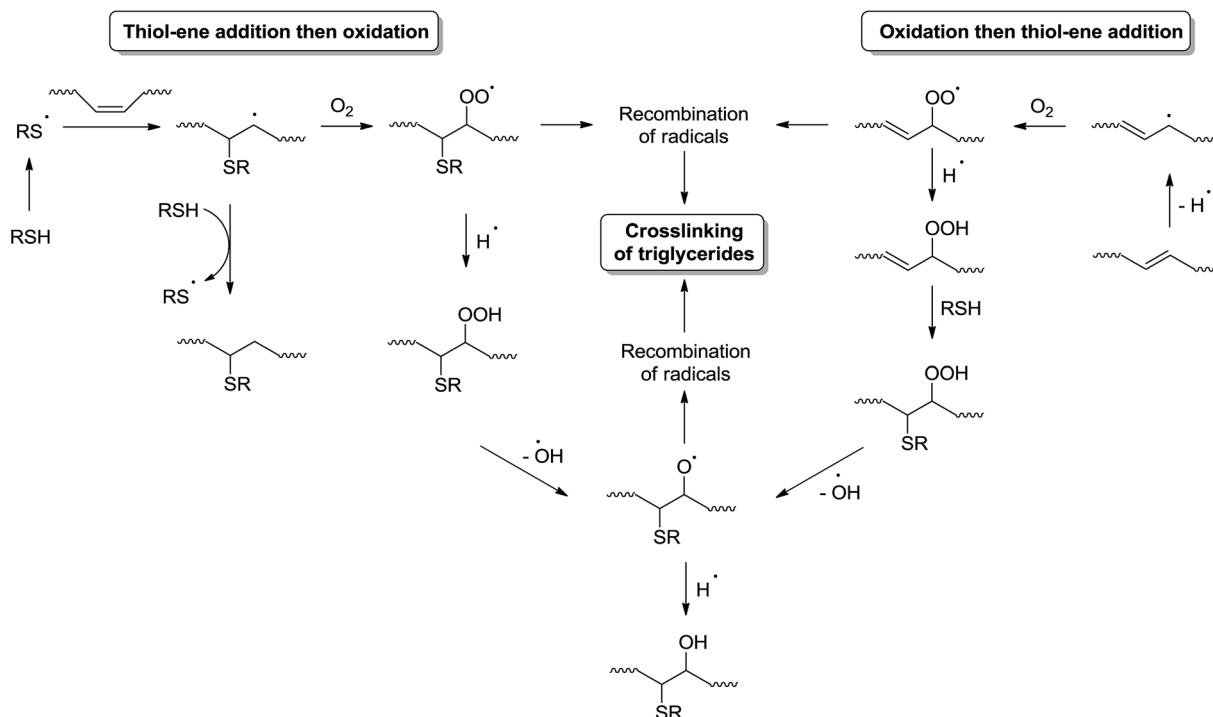 Thiol-ene addition then oxidation
Oxidation then thiol-ene addition
RS•
O2
OO•
SR
SR
Recombination
of radicals
OO•
O2
•
H•
- H•
RSH
RSH
RS•
H•
Crosslinking
of triglycerides
OOH
RSH
OOH
SR
SR
Recombination
of radicals
OOH
SR
- •OH
O•
- •OH
SR
H•
OH
SR